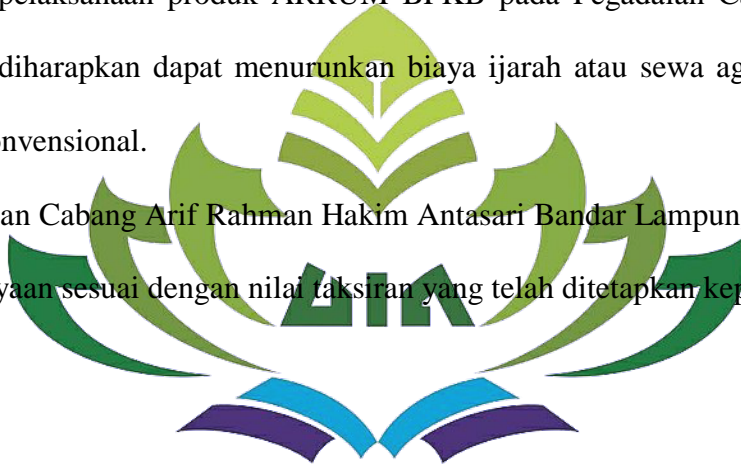 pelaksanaan produk ARRUM BPKB pada Pegadaian Ca
diharapkan dapat menurunkan biaya ijarah atau sewa ag
nvensional.
an Cabang Arif Rahman Hakim Antasari Bandar Lampun
yaan sesuai dengan nilai taksiran yang telah ditetapkan kep